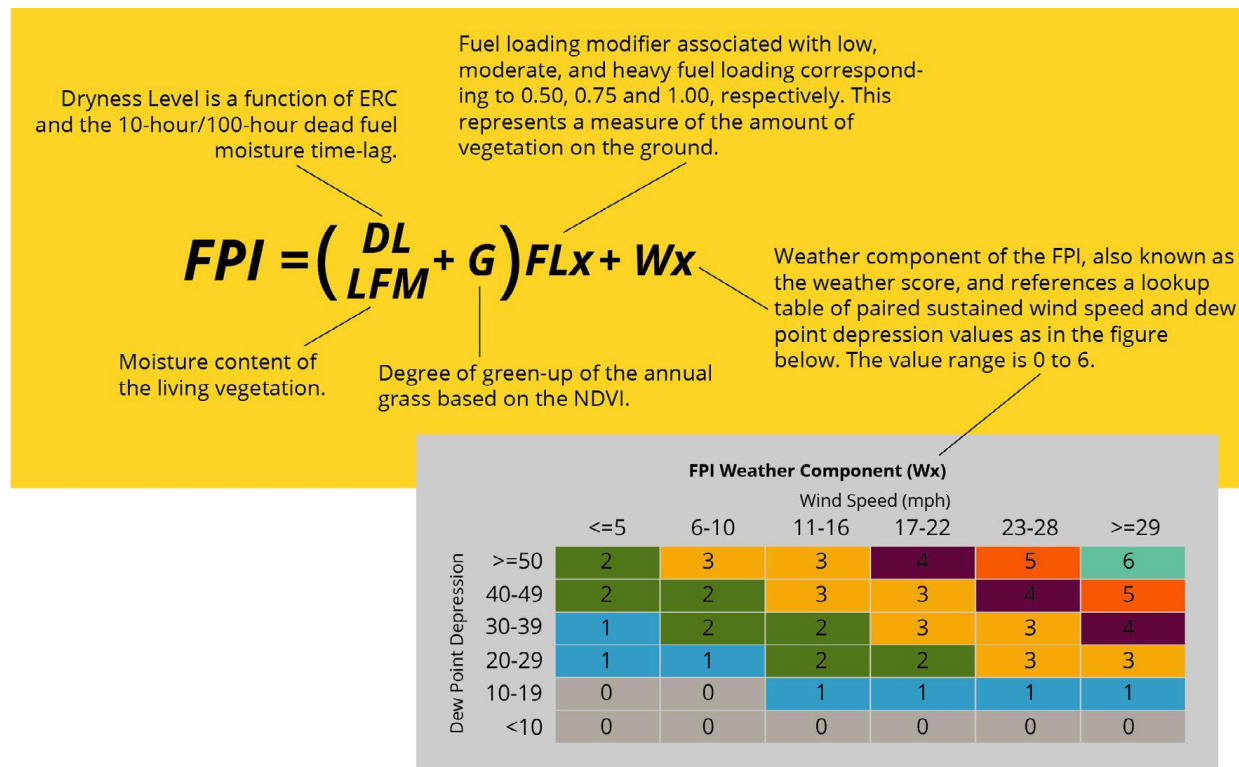 Fuel loading modifier associated with low,
moderate, and heavy fuel loading correspond-
ing to 0.50, 0.75 and 1.00, respectively. This
represents a measure of the amount of
vegetation on the ground.
Dryness Level is a function of ERC
and the 10-hour/100-hour dead fuel
moisture time-lag.
FPI = ( DL
LFM + G ) FLx + Wx
Weather component of the FPI, also known as
the weather score, and references a lookup
table of paired sustained wind speed and dew
point depression values as in the figure
below. The value range is 0 to 6.
Moisture content of
the living vegetation.
Degree of green-up of the annual
grass based on the NDVI.
FPI Weather Component (Wx)
Wind Speed (mph)
<=5 6-10 11-16 17-22 23-28 >=29
Dew Point Depression
>=50 2 3 3 4 5 6
40-49 2 2 3 3 4 5
30-39 1 2 2 3 3 4
20-29 1 1 2 2 3 3
10-19 0 0 1 1 1 1
<10 0 0 0 0 0 0